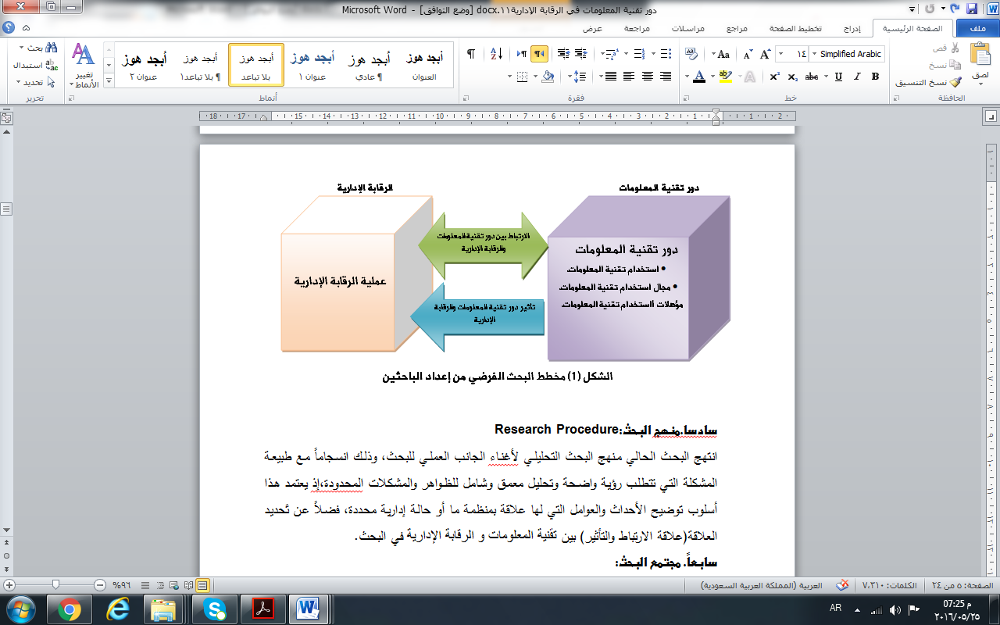 دور تقنية المعلومات في الرقابة الإدارية١١.docx [وضع التوافق] - Microsoft Word
ملف
الصفحة الرئيسية
إدراج
تخطيط الصفحة
مراجع
مراسلات
مراجعة
عرض
لصق
قص
نسخ
نسخ التنسيق
الحافظة
Simplified Arabic
١٤
خط
فقرة
أبجد هوز
العنوان
أبجد هوز
¶ عادي
أبجد هوز
عنوان ١
أبجد هوز
بلا تباعد
أبجد هوز
¶ بلا تباعد١
أبجد هوز
عنوان ٢
تغيير الأنماط
أنماط
بحث
استبدال
تحديد
تحرير
دور تقنية المعلومات
الرقابة الإدارية
دور تقنية المعلومات
• استخدام تقنية المعلومات.
• مجال استخدام تقنية المعلومات.
مؤهلات أاستخدام تقنية المعلومات.
الارتباط بين دور تقنية المعلومات
والرقابة الإدارية
تأثير دور تقنية المعلومات والرقابة
الإدارية
عملية الرقابة الإدارية
الشكل (1) مخطط البحث الفرضي من إعداد الباحثين
سادسا.منهج البحث:Research Procedure
انتهج البحث الحالي منهج البحث التحليلي لأغناء الجانب العملي للبحث، وذلك انسجاماً مع طبيعة
المشكلة التي تتطلب رؤية واضحة وتحليل معمق وشامل للظواهر والمشكلات المحدودة،إذ يعتمد هذا
أسلوب توضيح الأحداث والعوامل التي لها علاقة بمنظمة ما أو حالة إدارية محددة، فضلاً عن تحديد
العلاقة(علاقة الارتباط والتأثير) بين تقنية المعلومات و الرقابة الإدارية في البحث.
سابعاً. مجتمع البحث:
الصفحة: ٥ من ٢٤
الكلمات: ٧.٣١٠
العربية (المملكة العربية السعودية)
٩٦%
AR
07:25 م
٢٠١٦/٠٥/٢٥